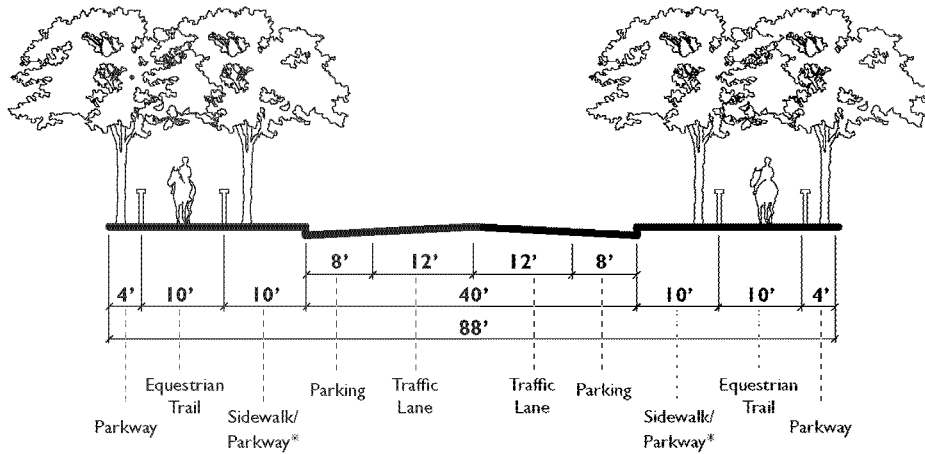 8' 12' 12' 8'
4' 10' 10' 40' 10' 10' 4'
88'
Parkway
Equestrian
Trail
Sidewalk/
Parkway*
Parking
Traffic
Lane
Traffic
Lane
Parking
Sidewalk/
Parkway*
Equestrian
Trail
Parkway